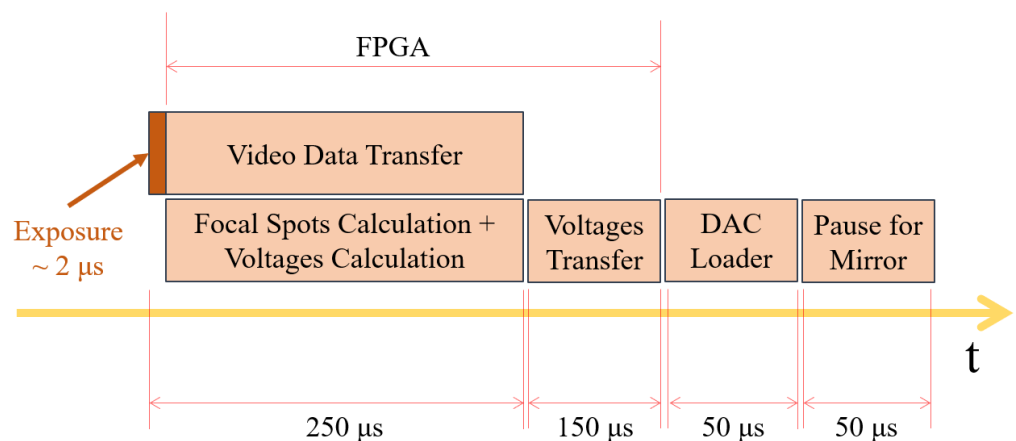 FPGA
Video Data Transfer
Exposure
~ 2 μs
Focal Spots Calculation +
Voltages Calculation
Voltages
Transfer
DAC
Loader
Pause for
Mirror
t
250 μs
150 μs
50 μs
50 μs